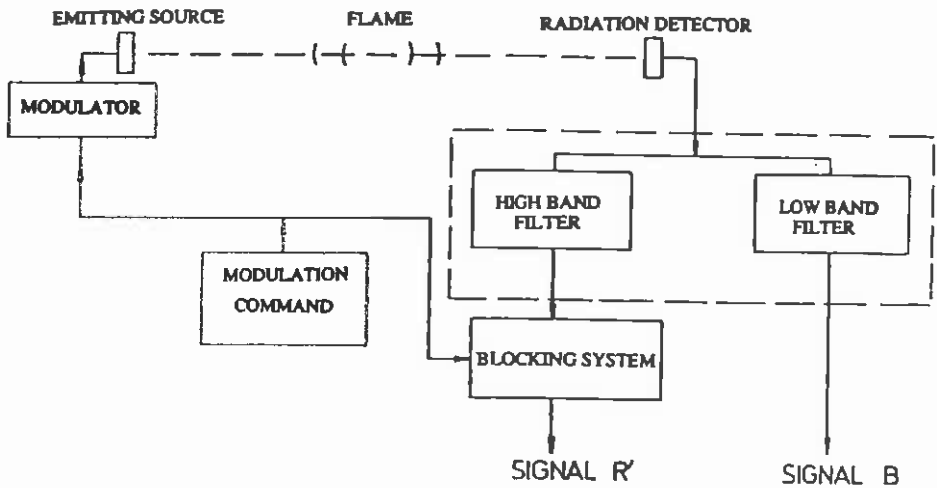 EMITTING SOURCE
FLAME
RADIATION DETECTOR
MODULATOR
HIGH BAND
FILTER
LOW BAND
FILTER
MODULATION
COMMAND
BLOCKING SYSTEM
SIGNAL R'
SIGNAL B